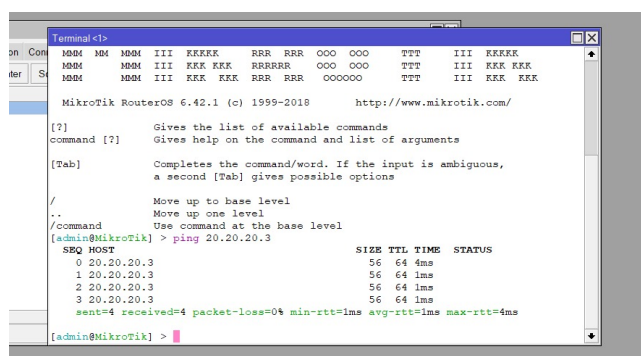 Terminal <1>
on Con
ter S
MMM MM MMM III KKKKK RRR RRR OOO OOO TTT III KKKKK
MMM MMM III KKK KKK RRRRRR OOO OOO TTT III KKK KKK
MMM MMM III KKK KKK RRR RRR OOOOOO TTT III KKK KKK
MikroTik RouterOS 6.42.1 (c) 1999-2018 http://www.mikrotik.com/
[?] Gives the list of available commands
command [?] Gives help on the command and list of arguments
[Tab] Completes the command/word. If the input is ambiguous,
a second [Tab] gives possible options
/ Move up to base level
.. Move up one level
/command Use command at the base level
[admin@MikroTik] > ping 20.20.20.3
SEQ HOST SIZE TTL TIME STATUS
0 20.20.20.3 56 64 4ms
1 20.20.20.3 56 64 1ms
2 20.20.20.3 56 64 1ms
3 20.20.20.3 56 64 1ms
sent=4 received=4 packet-loss=0% min-rtt=1ms avg-rtt=1ms max-rtt=4ms
[admin@MikroTik] >